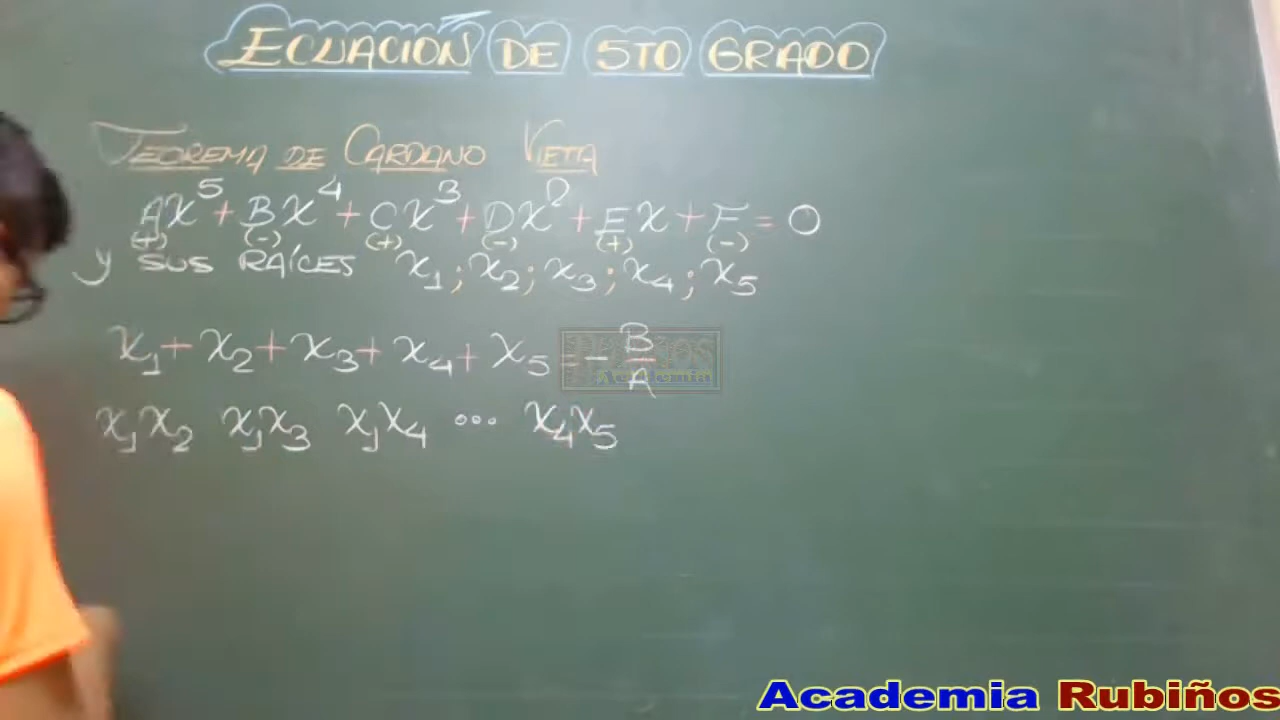 ECUACIÓN DE 5TO GRADO
TEOREMA DE CARDANO VIETA
Ax⁵ + Bx⁴ + Cx³ + Dx² + Ex + F = 0
(+) (-) (+) (-) (+) (-)
y SUS RAÍCES x₁ ; x₂ ; x₃ ; x₄ ; x₅
x₁ + x₂ + x₃ + x₄ + x₅ = - B/A
x₁x₂ x₁x₃ x₁x₄ ... x₄x₅
Academia Rubiños